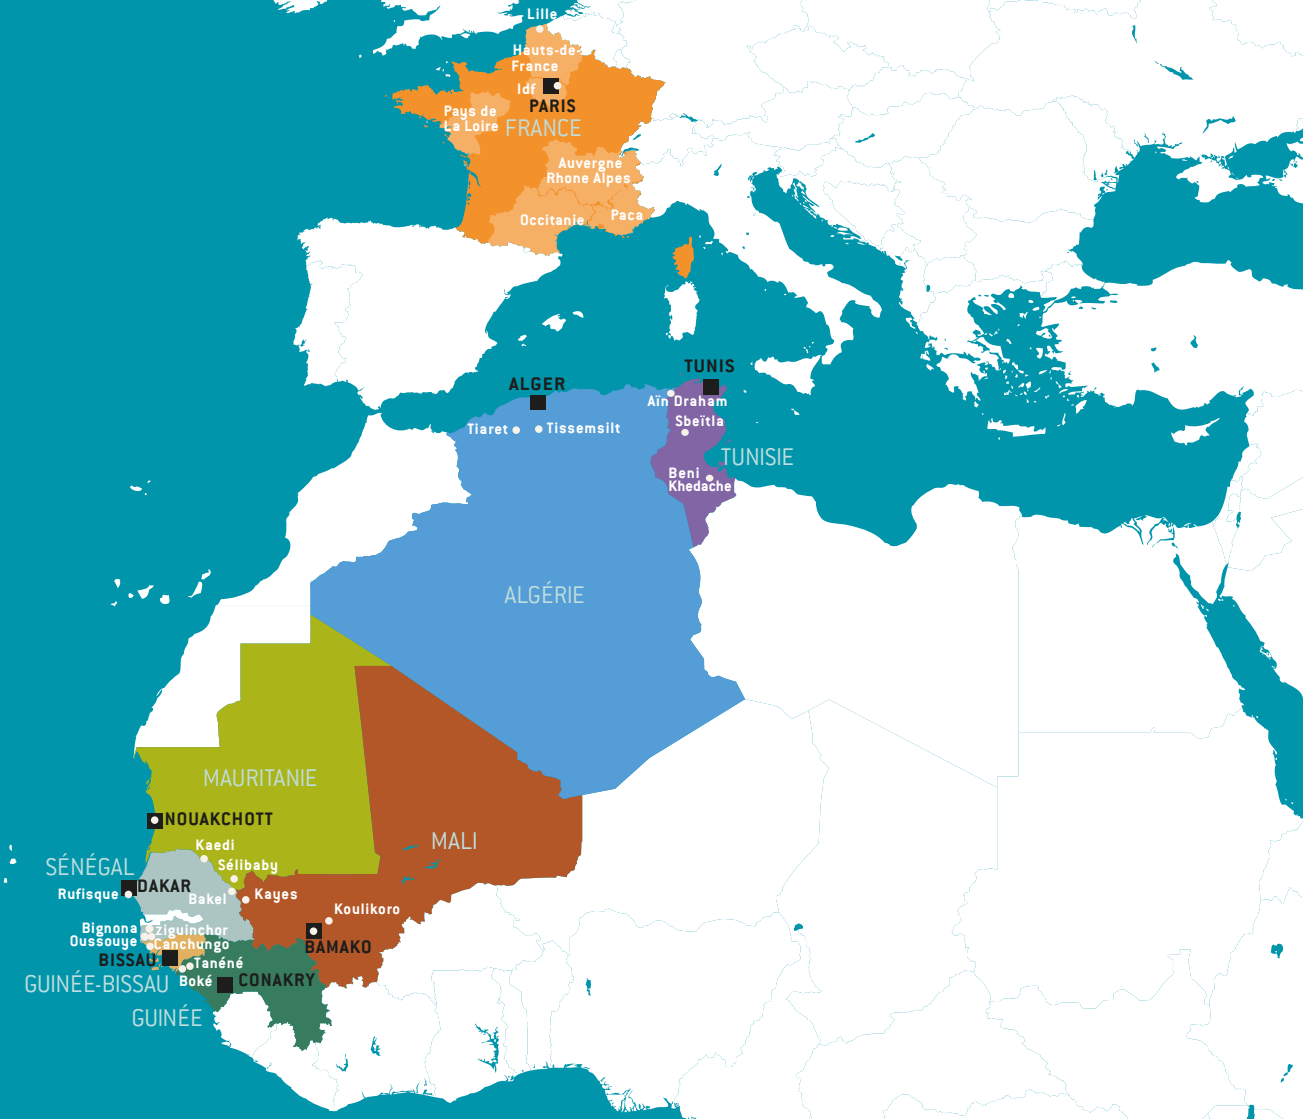 Lille
Hauts-de-
France
Idf
PARIS
Pays de
La Loire
FRANCE
Auvergne
Rhone Alpes
Occitanie
Paca
TUNIS
ALGER
Aïn Draham
Sbeïtla
Tiaret
Tissemsilt
TUNISIE
Beni
Khedache
ALGÉRIE
MAURITANIE
NOUAKCHOTT
MALI
Kaedi
SÉNÉGAL
Sélibaby
DAKAR
Rufisque
Bakel
Kayes
Koulikoro
Bignona
Ziguinchor
Oussouye
Canchungo
BAMAKO
BISSAU
Tanéné
GUINÉE-BISSAU
Boké
CONAKRY
GUINÉE